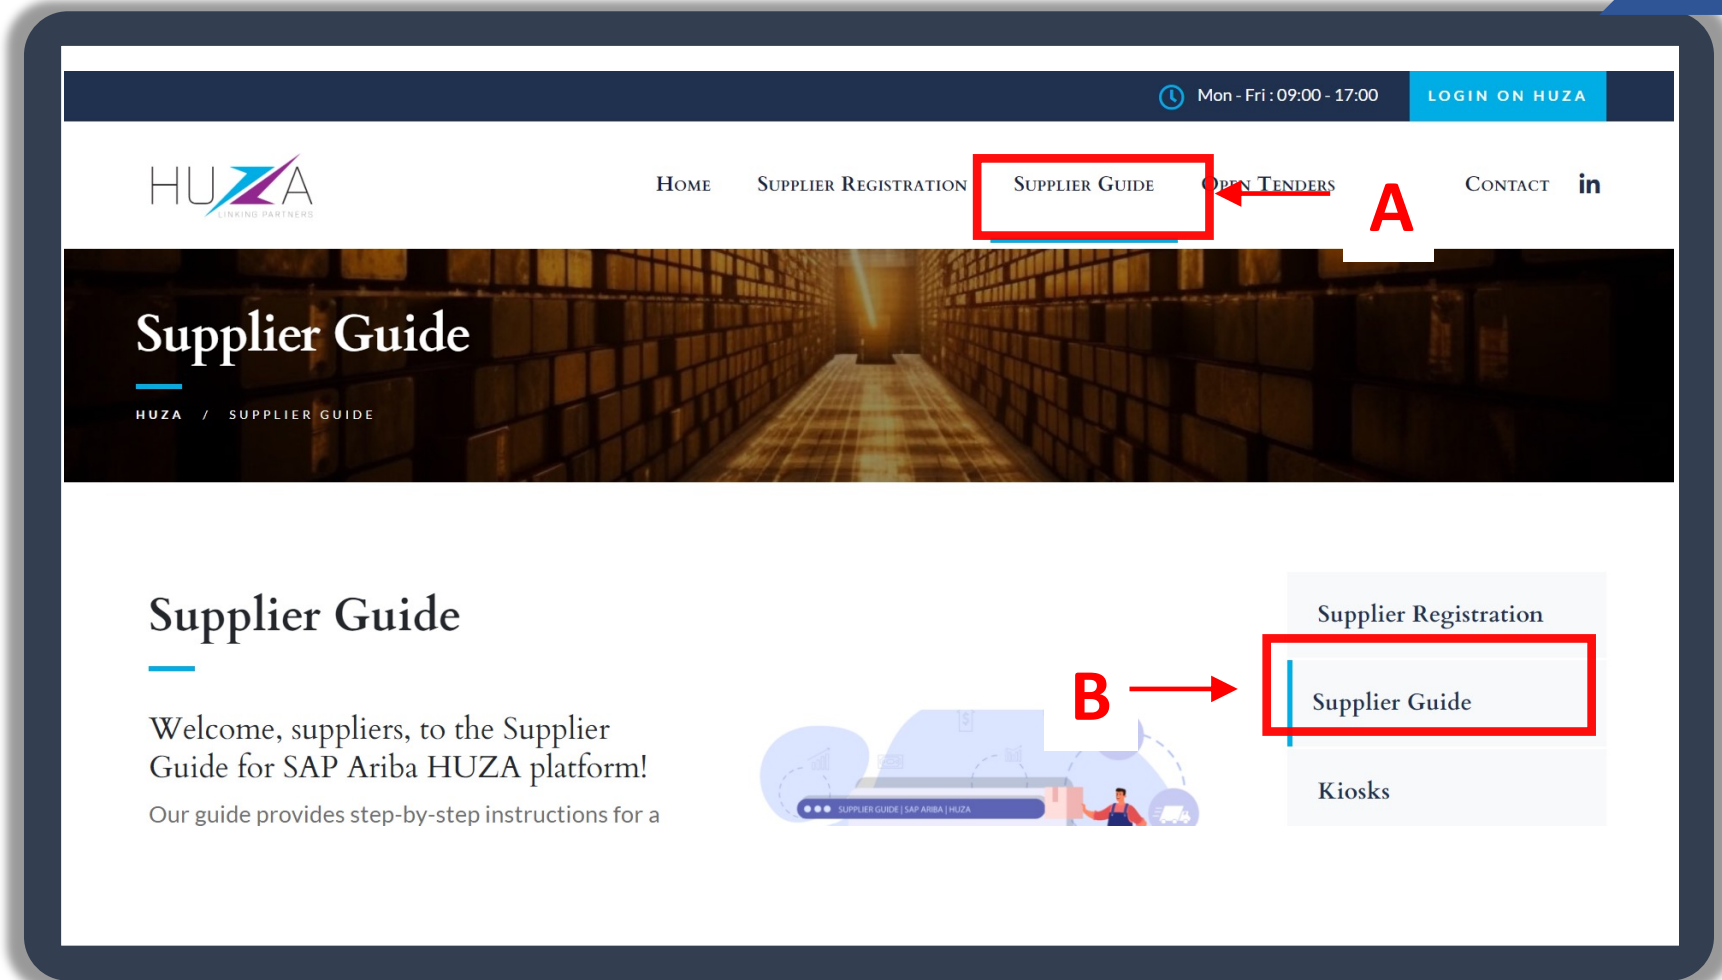 Mon - Fri : 09:00 - 17:00
LOGIN ON HUZA
HUZA
LINKING PARTNERS
HOME
SUPPLIER REGISTRATION
SUPPLIER GUIDE
OPEN TENDERS
A
CONTACT
in
Supplier Guide
HUZA / SUPPLIER GUIDE
Supplier Guide
Welcome, suppliers, to the Supplier
Guide for SAP Ariba HUZA platform!
Our guide provides step-by-step instructions for a
B
SUPPLIER GUIDE | SAP ARIBA | HUZA
Supplier Registration
Supplier Guide
Kiosks